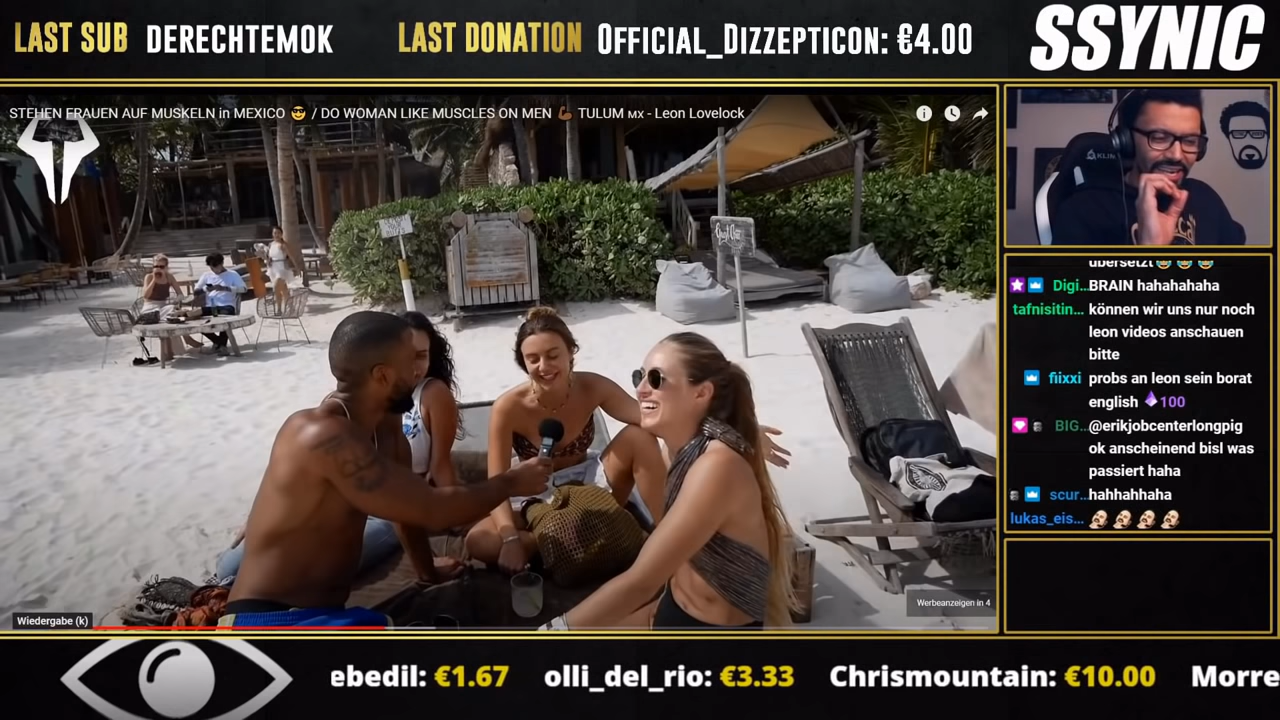 LAST SUB DERECHTEMOK LAST DONATION OFFICIAL_DIZZEPTICON: €4.00 SSYNIC
STEHEN FRAUEN AUF MUSKELN in MEXICO 😎 / DO WOMAN LIKE MUSCLES ON MEN 💪 TULUM MX - Leon Lovelock
KLIM
übersetzt 😂 😂 😂
Digi... BRAIN hahahahaha
tafnisitin... können wir uns nur noch
leon videos anschauen
bitte
fiixxi probs an leon sein borat
english 100
BIG... @erikjobcenterlongpig
ok anscheinend bisl was
passiert haha
scur... hahhahhaha
lukas_eis...
Wiedergabe (k)
Werbeanzeigen in 4
ebedil: €1.67 olli_del_rio: €3.33 Chrismountain: €10.00 Morre